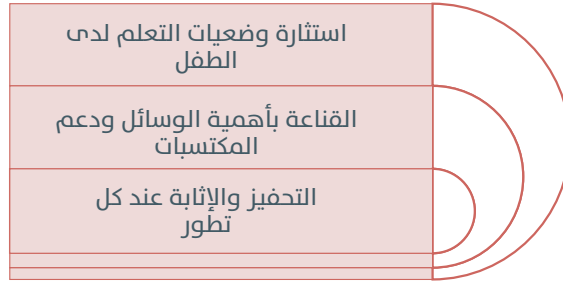 استثارة وضعيات التعلم لدى
الطفل
القناعة بأهمية الوسائل ودعم
المكتسبات
التحفيز والإثابة عند كل
تطور